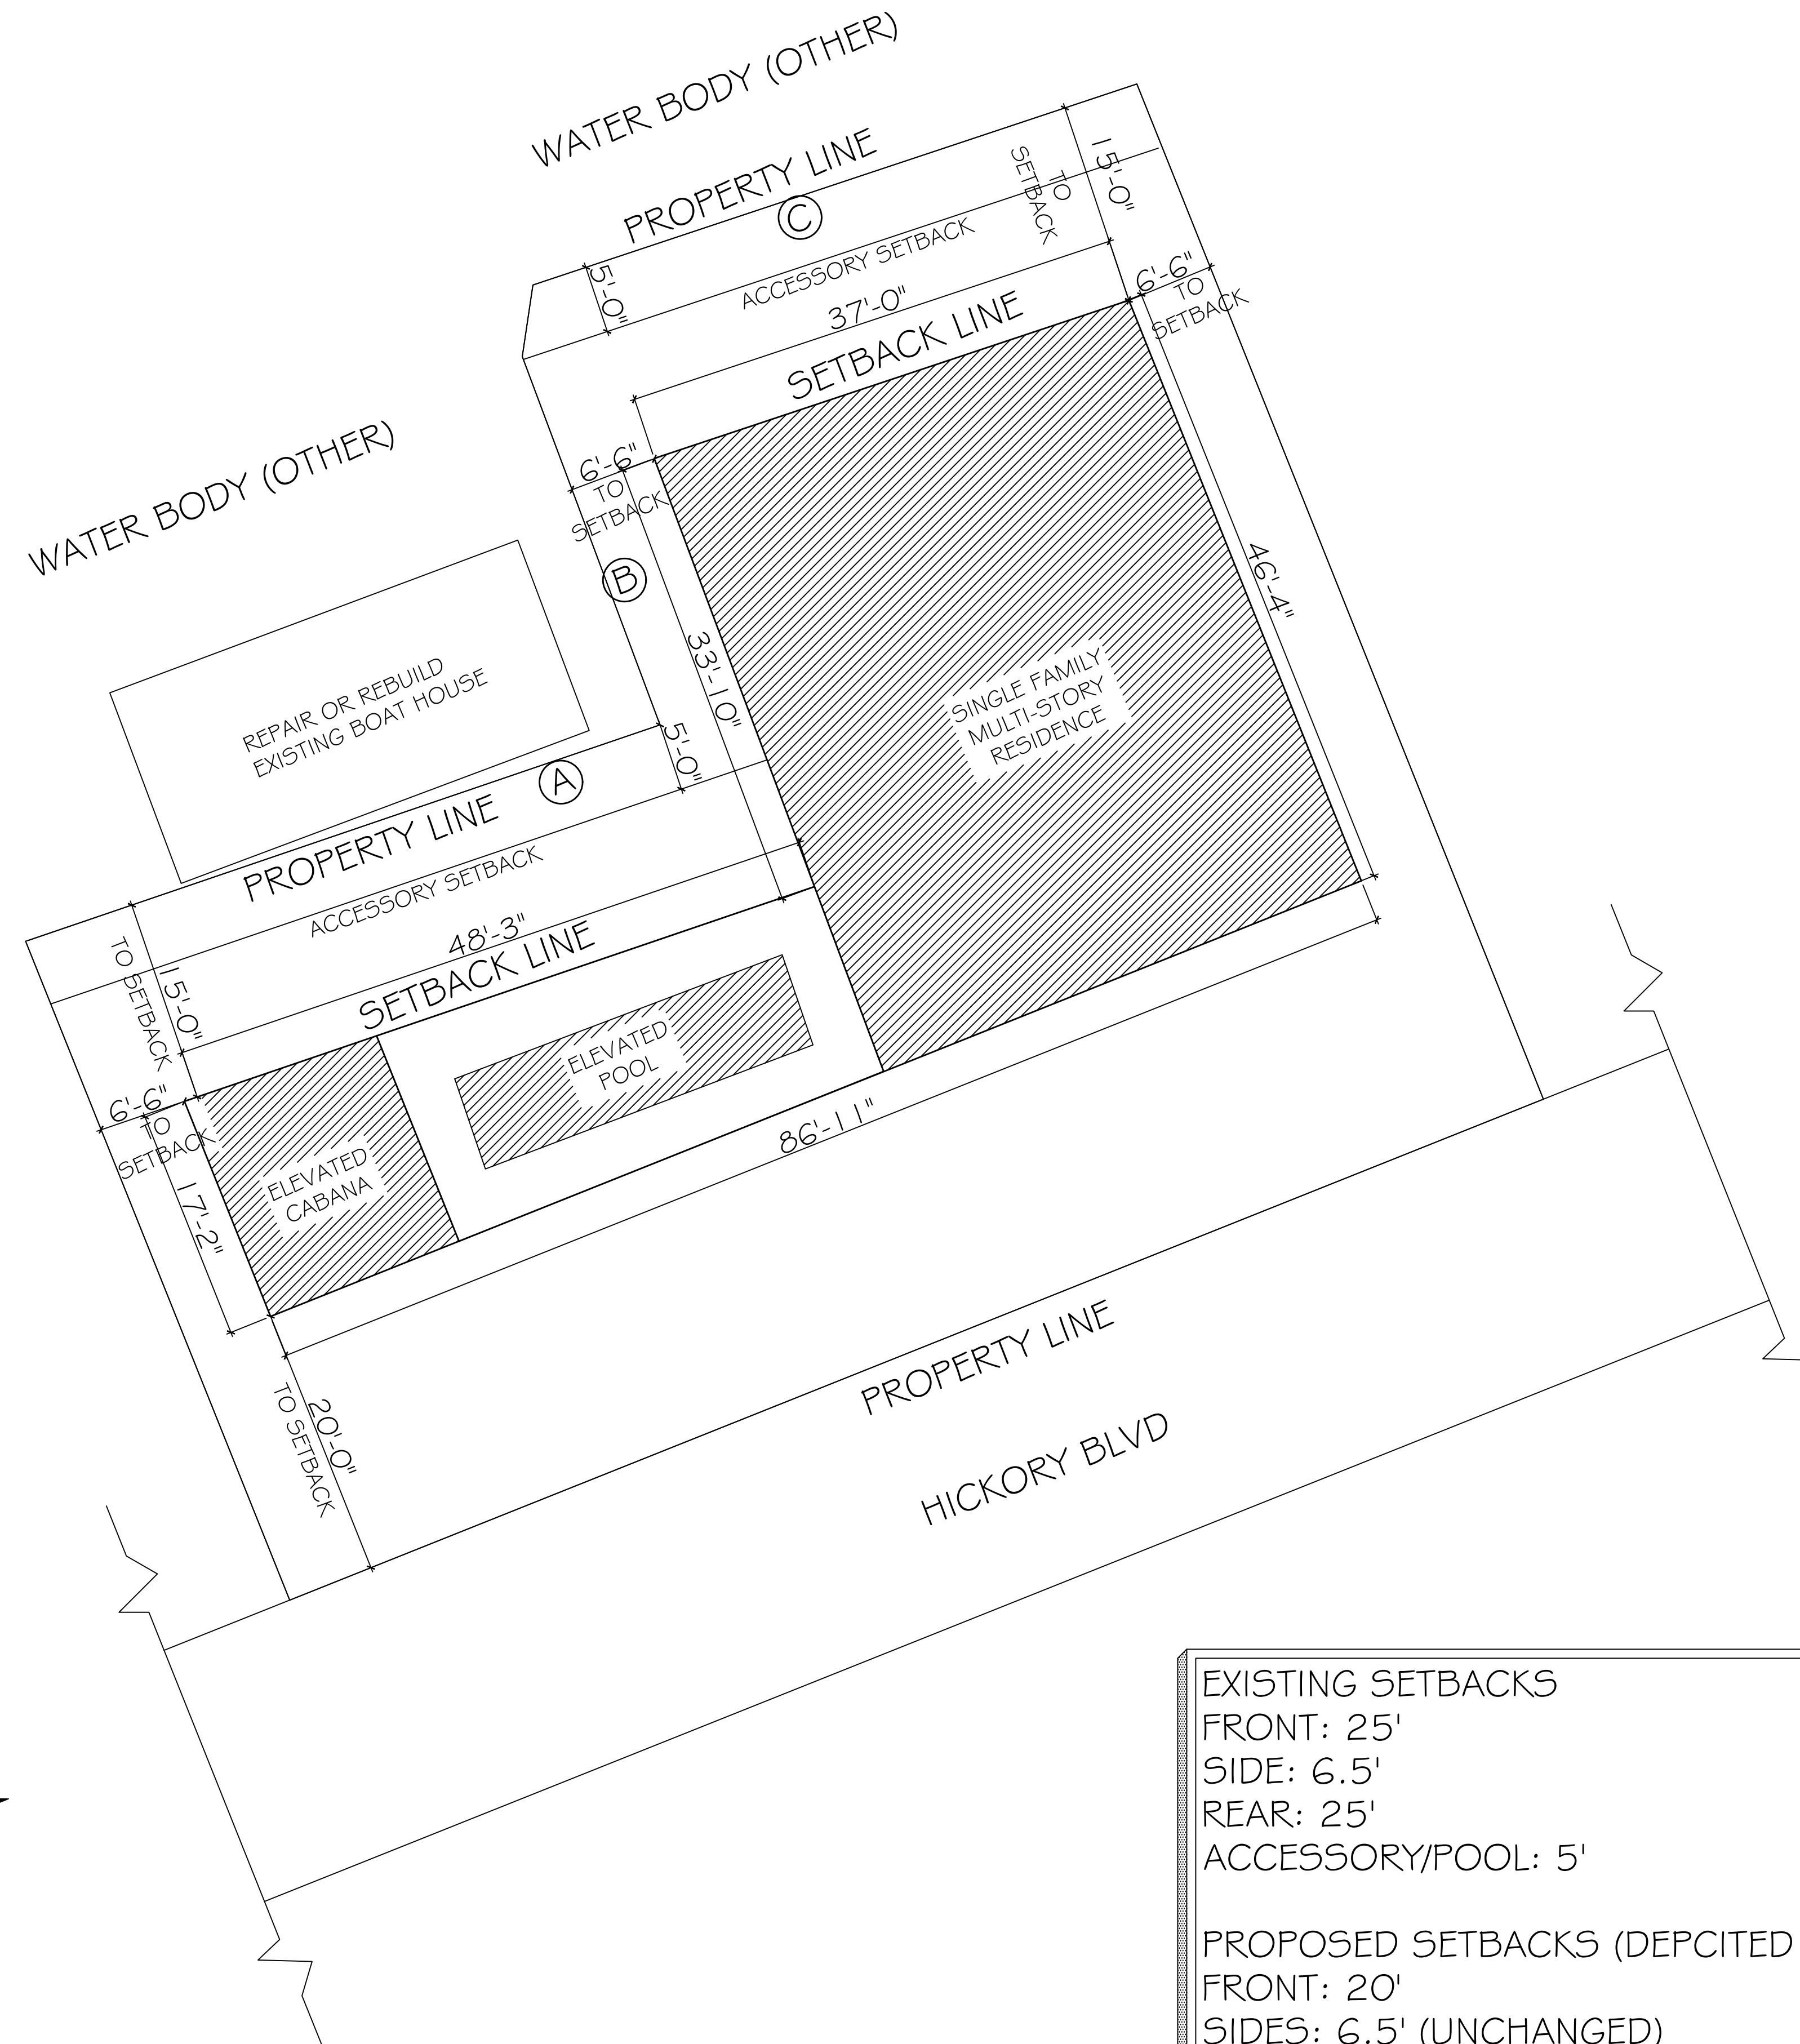 WATER BODY (OTHER)
PROPERTY LINE
C
15'-0"
TO
SETBACK
5'-0"
ACCESSORY SETBACK
37'-0"
SETBACK LINE
6'-6"
TO
SETBACK
WATER BODY (OTHER)
6'-6"
TO
SETBACK
B
46'-4"
33'-10"
SINGLE FAMILY
MULTI-STORY
RESIDENCE
REPAIR OR REBUILD
EXISTING BOAT HOUSE
5'-0"
A
PROPERTY LINE
ACCESSORY SETBACK
48'-3"
SETBACK LINE
TO SETBACK
15'-0"
6'-6"
TO
SETBACK
17'-2"
ELEVATED
CABANA
ELEVATED
POOL
86'-11"
20'-0"
TO SETBACK
PROPERTY LINE
HICKORY BLVD
EXISTING SETBACKS
FRONT: 25'
SIDE: 6.5'
REAR: 25'
ACCESSORY/POOL: 5'
PROPOSED SETBACKS (DEPCITED
FRONT: 20'
SIDES: 6.5' (UNCHANGED)